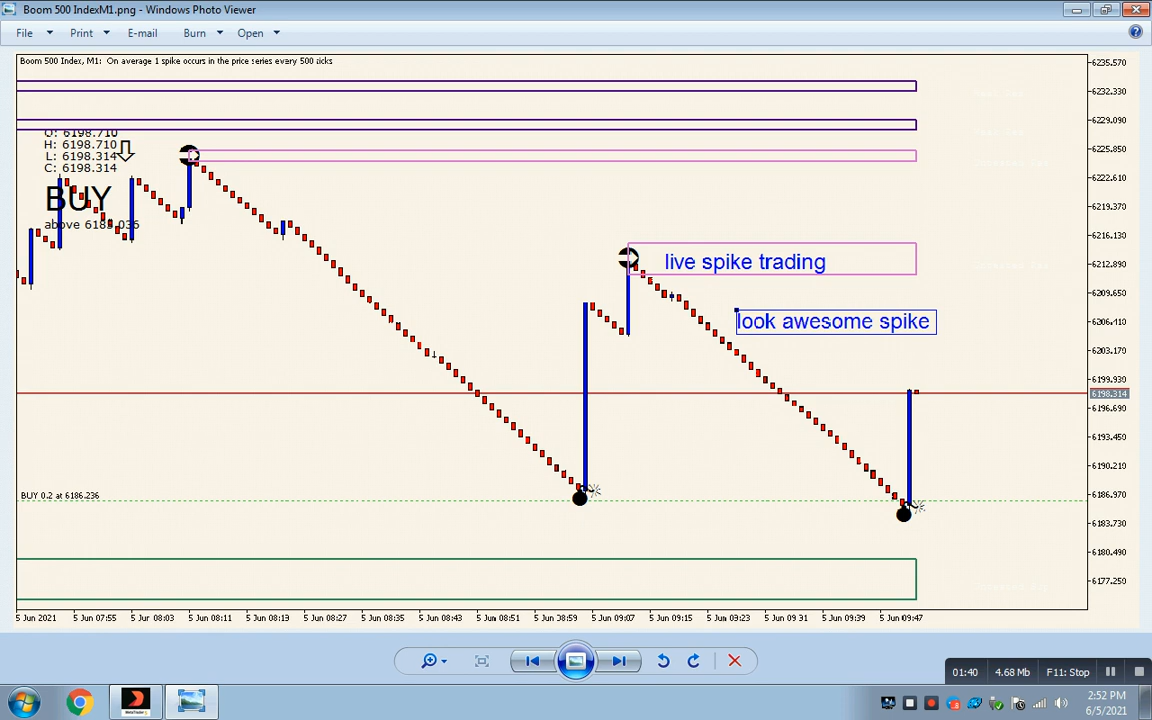 Boom 500 IndexM1.png - Windows Photo Viewer
File Print E-mail Burn Open
Boom 500 Index, M1: On average 1 spike occurs in the price series every 500 ticks
O: 6198.710
H: 6198.710
L: 6198.314
C: 6198.314
BUY
above 6183.036
live spike trading
look awesome spike
BUY 0.2 at 6186.236
6235.570
6232.330
6229.090
6225.850
6222.610
6219.370
6216.130
6212.890
6209.650
6206.410
6203.179
6199.930
6198.314
6196.690
6193.450
6190.219
6186.970
6183.730
6180.490
6177.250
5 Jun 2021 5 Jun 07:55 5 Jun 08:03 5 Jun 08:11 5 Jun 08:19 5 Jun 08:27 5 Jun 08:35 5 Jun 08:43 5 Jun 08:51 5 Jun 08:59 5 Jun 09:07 5 Jun 09:15 5 Jun 09:23 5 Jun 09:31 5 Jun 09:39 5 Jun 09:47
01:40 4.68 Mb F11: Stop
2:52 PM
6/5/2021